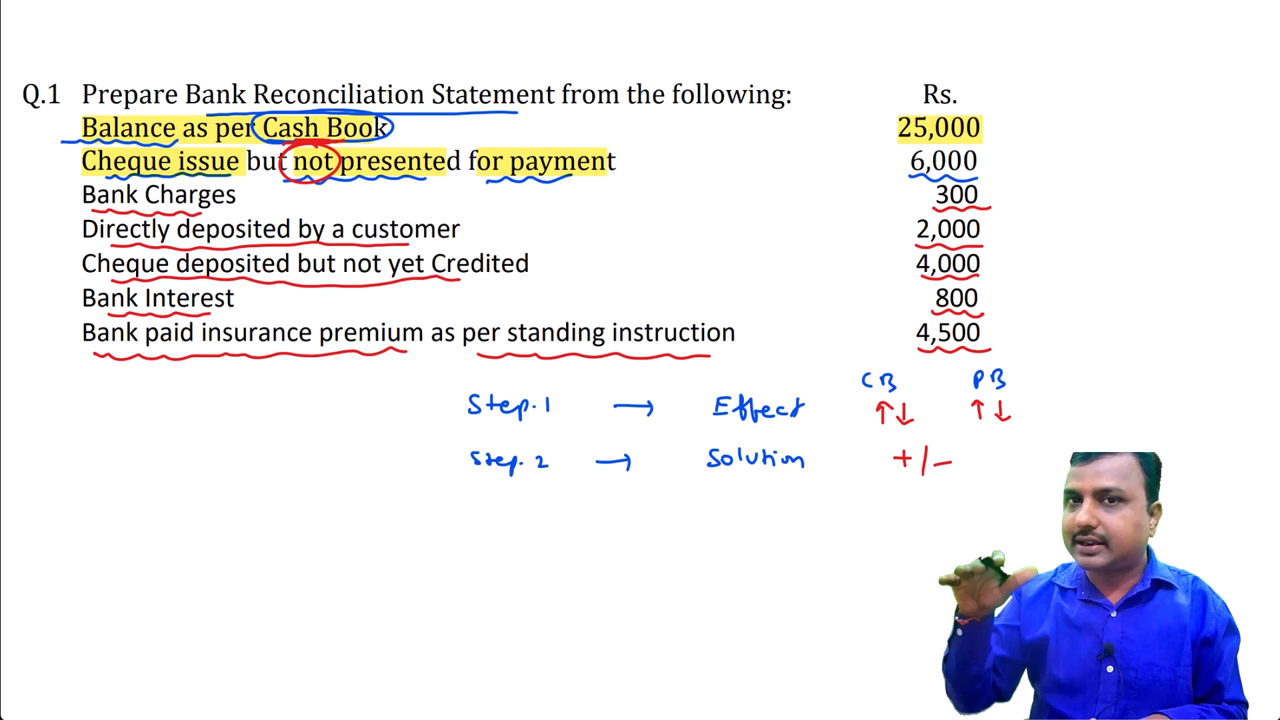 Q.1 Prepare Bank Reconciliation Statement from the following: Rs.
Balance as per Cash Book 25,000
Cheque issue but not presented for payment 6,000
Bank Charges 300
Directly deposited by a customer 2,000
Cheque deposited but not yet Credited 4,000
Bank Interest 800
Bank paid insurance premium as per standing instruction 4,500
CB PB
Step.1 → Effect ↑↓ ↑↓
Step.2 → Solution +/-